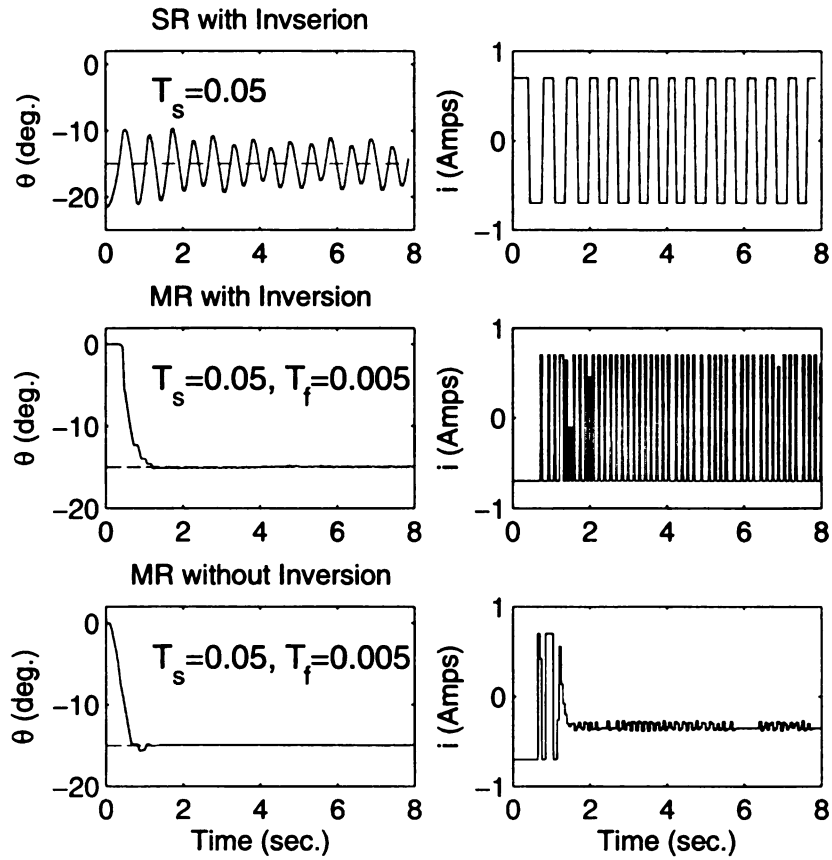 SR with Invserion
θ (deg.)
0
−10
−20
T_s=0.05
0 2 4 6 8
i (Amps)
1
0
−1
0 2 4 6 8
MR with Inversion
θ (deg.)
0
−10
−20
T_s=0.05, T_f=0.005
0 2 4 6 8
i (Amps)
1
0
−1
0 2 4 6 8
MR without Inversion
θ (deg.)
0
−10
−20
T_s=0.05, T_f=0.005
0 2 4 6 8
Time (sec.)
i (Amps)
1
0
−1
0 2 4 6 8
Time (sec.)